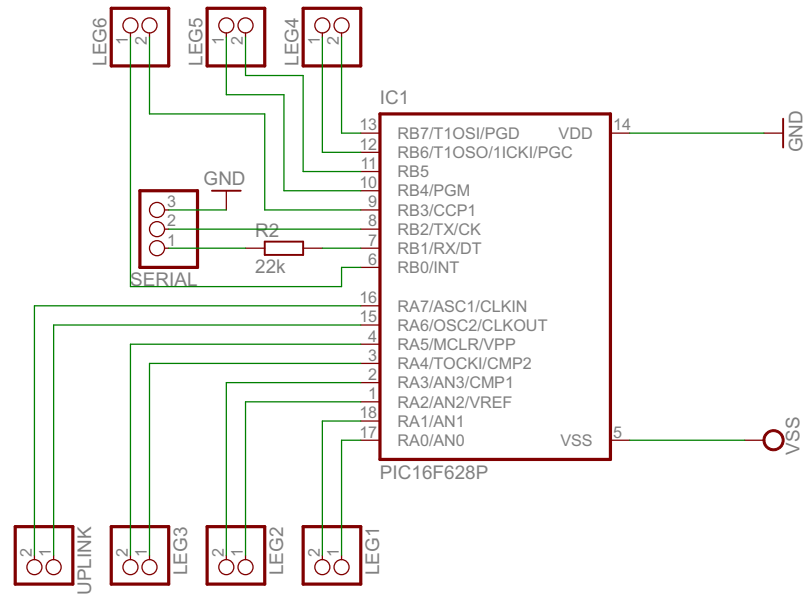 LEG6
1
2
LEG5
1
2
LEG4
1
2
IC1
13
RB7/T1OSI/PGD
VDD
14
GND
12
RB6/T1OSO/1ICKI/PGC
11
RB5
10
RB4/PGM
9
RB3/CCP1
8
RB2/TX/CK
7
RB1/RX/DT
6
RB0/INT
GND
3
2
1
SERIAL
R2
22k
16
RA7/ASC1/CLKIN
15
RA6/OSC2/CLKOUT
4
RA5/MCLR/VPP
3
RA4/TOCKI/CMP2
2
RA3/AN3/CMP1
1
RA2/AN2/VREF
18
RA1/AN1
17
RA0/AN0
VSS
5
VSS
PIC16F628P
2
1
UPLINK
2
1
LEG3
2
1
LEG2
2
1
LEG1